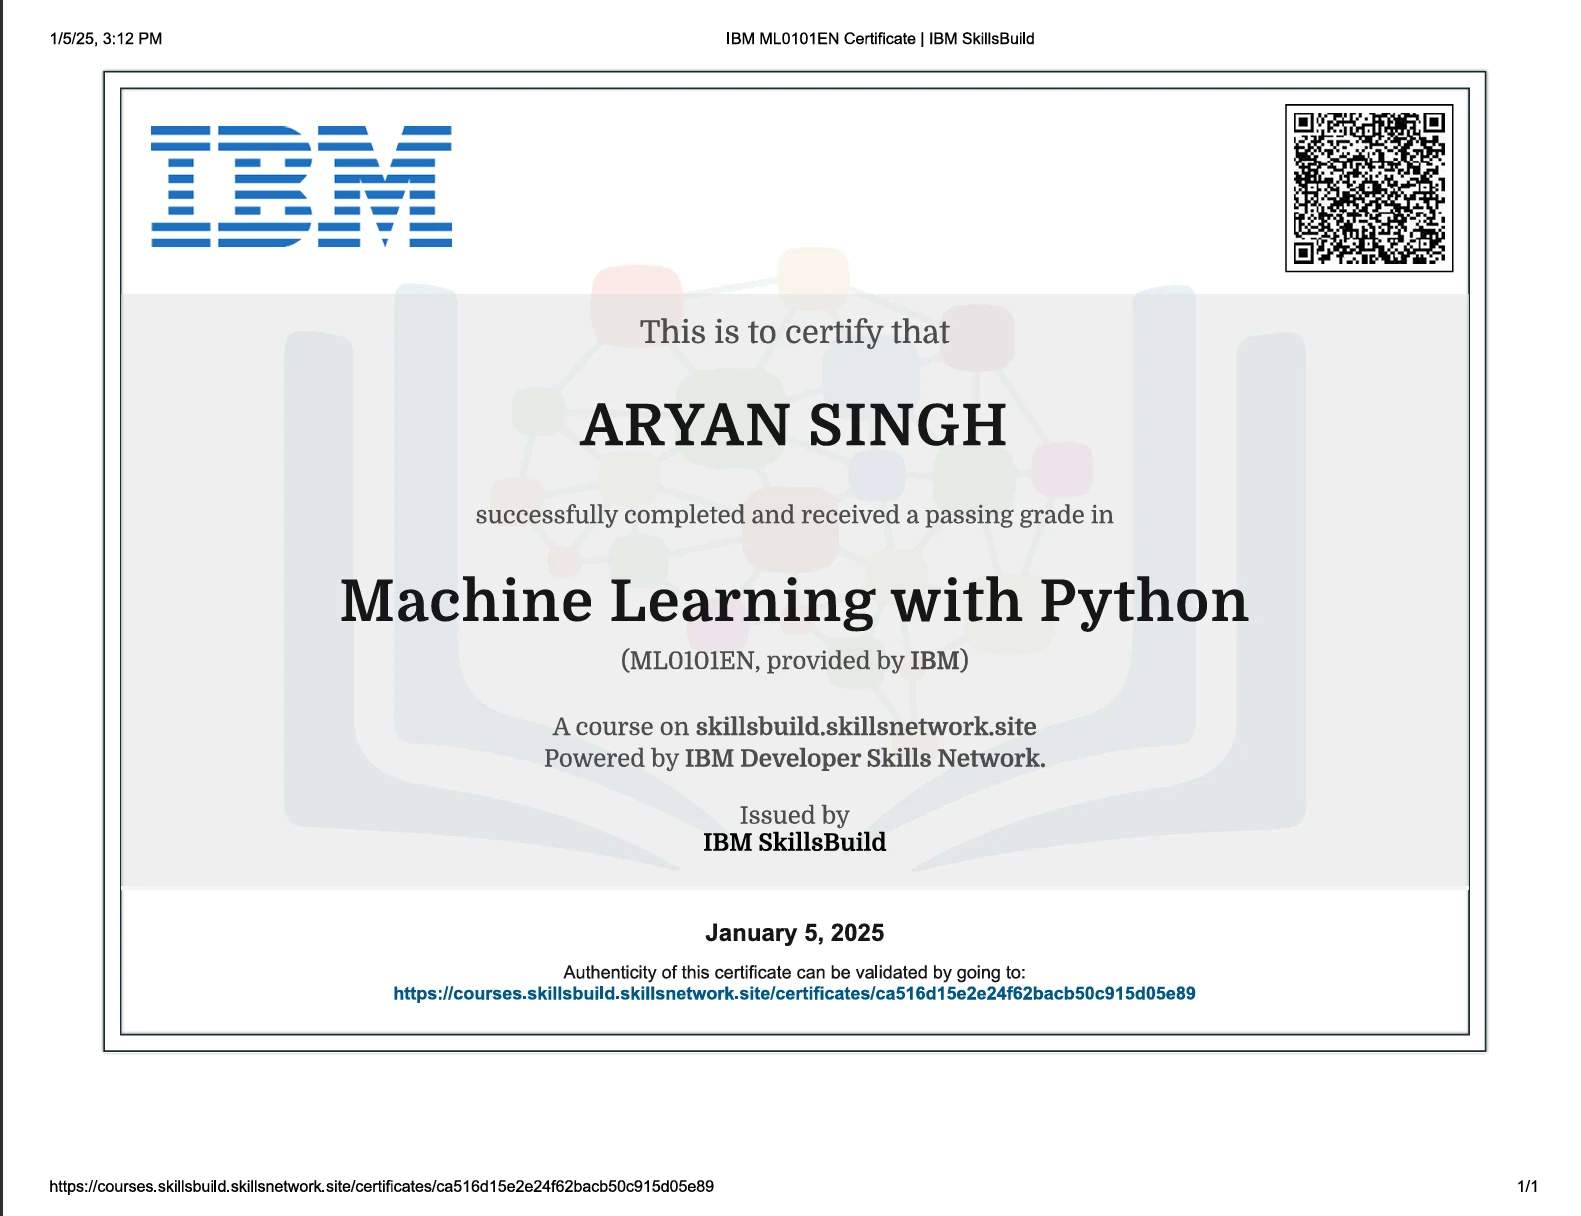 1/5/25, 3:12 PM
IBM ML0101EN Certificate | IBM SkillsBuild
IBM
This is to certify that
ARYAN SINGH
successfully completed and received a passing grade in
Machine Learning with Python
(ML0101EN, provided by IBM)
A course on skillsbuild.skillsnetwork.site
Powered by IBM Developer Skills Network.
Issued by
IBM SkillsBuild
January 5, 2025
Authenticity of this certificate can be validated by going to:
https://courses.skillsbuild.skillsnetwork.site/certificates/ca516d15e2e24f62bacb50c915d05e89
https://courses.skillsbuild.skillsnetwork.site/certificates/ca516d15e2e24f62bacb50c915d05e89
1/1